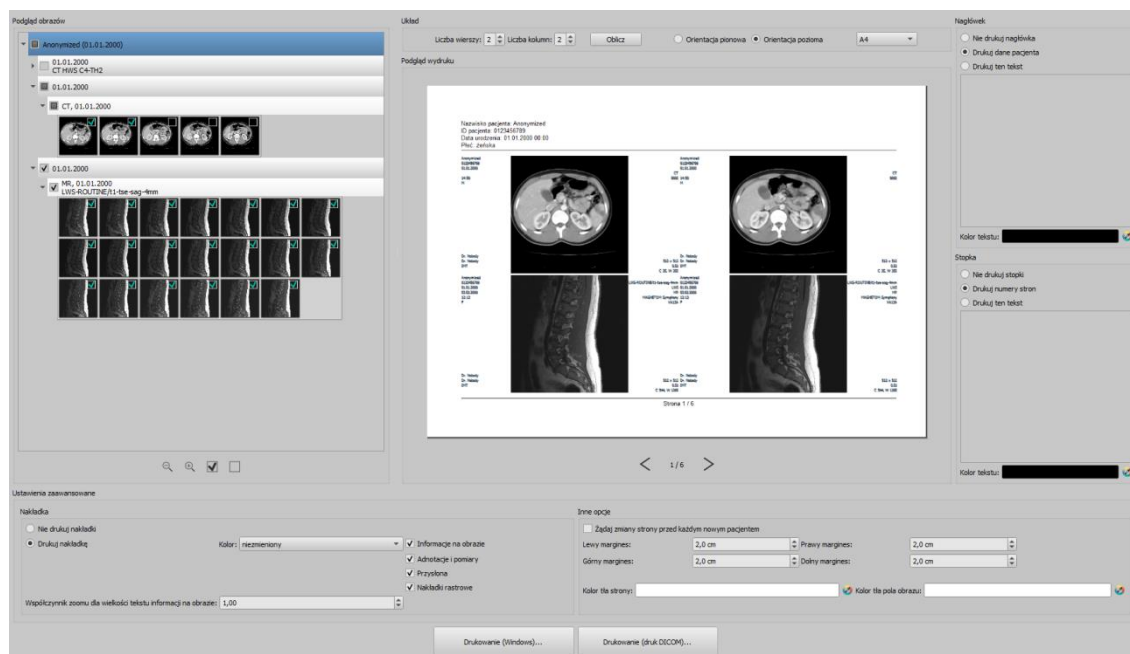 Podgląd obrazów
Anonymized (01.01.2000)
01.01.2000
CT HWS C4-TH2
01.01.2000
CT, 01.01.2000
01.01.2000
MR, 01.01.2000
LWS-ROUTINE/t1-tse-sag-4mm
Układ
Liczba wierszy: 2 Liczba kolumn: 2 Oblicz Orientacja pionowa Orientacja pozioma A4
Podgląd wydruku
Nazwisko pacjenta: Anonymized
ID pacjenta: 0123456789
Data urodzenia: 01.01.2000 00:00
Płeć: żeńska
Strona 1 / 6
1 / 6
Nagłówek
Nie drukuj nagłówka
Drukuj dane pacjenta
Drukuj ten tekst
Kolor tekstu:
Stopka
Nie drukuj stopki
Drukuj numery stron
Drukuj ten tekst
Kolor tekstu:
Ustawienia zaawansowane
Nakładka
Nie drukuj nakładki
Drukuj nakładkę Kolor: niezmieniony
Informacje na obrazie
Adnotacje i pomiary
Przysłona
Nakładki rastrowe
Współczynnik zoomu dla wielkości tekstu informacji na obrazie: 1,00
Inne opcje
Żądaj zmiany strony przed każdym nowym pacjentem
Lewy margines: 2,0 cm Prawy margines: 2,0 cm
Górny margines: 2,0 cm Dolny margines: 2,0 cm
Kolor tła strony: Kolor tła pola obrazu:
Drukowanie (Windows)... Drukowanie (druk DICOM)...